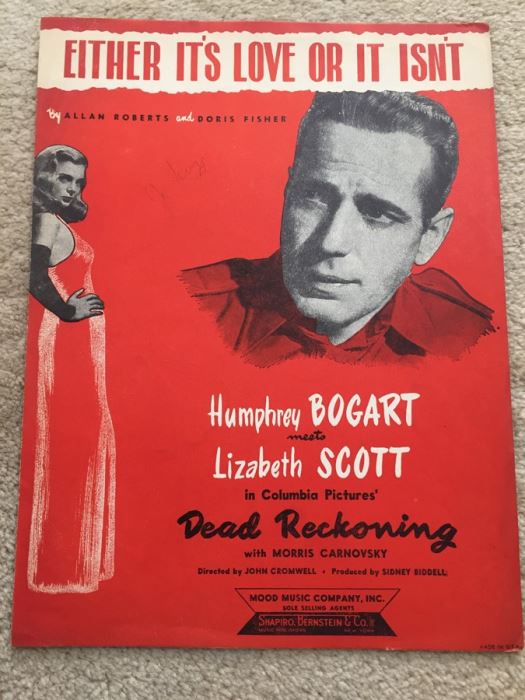 EITHER IT'S LOVE OR IT ISN'T
By ALLAN ROBERTS and DORIS FISHER
Humphrey BOGART
meets
Lizabeth SCOTT
in Columbia Pictures'
Dead Reckoning
with MORRIS CARNOVSKY
Directed by JOHN CROMWELL • Produced by SIDNEY BIDDELL
MOOD MUSIC COMPANY, INC.
SOLE SELLING AGENTS
SHAPIRO, BERNSTEIN & CO. INC
NEW YORK
MADE IN U.S.A.